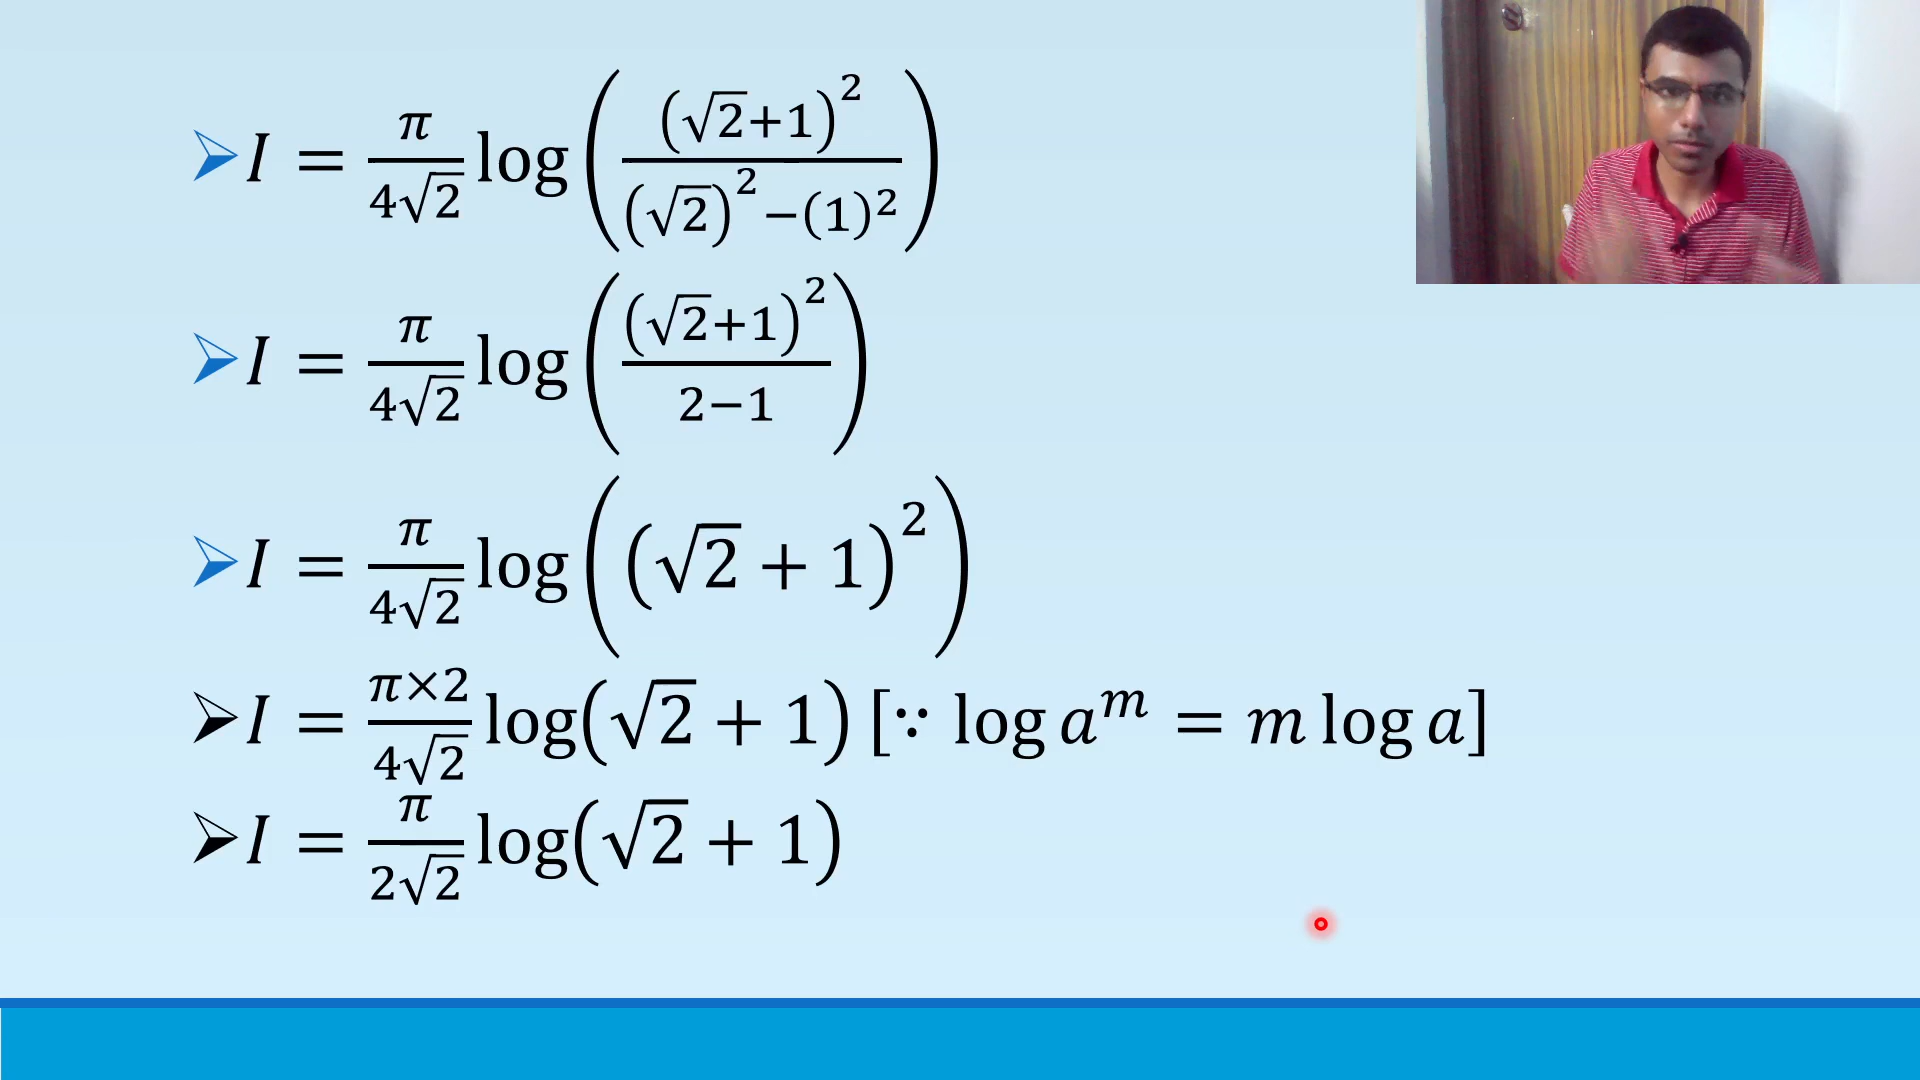 ➢I = π/4√2 log((√2+1)²/(√2)²−(1)²)
➢I = π/4√2 log((√2+1)²/2−1)
➢I = π/4√2 log((√2 + 1)²)
➢I = π×2/4√2 log(√2 + 1) [∵ log aᵐ = m log a]
➢I = π/2√2 log(√2 + 1)